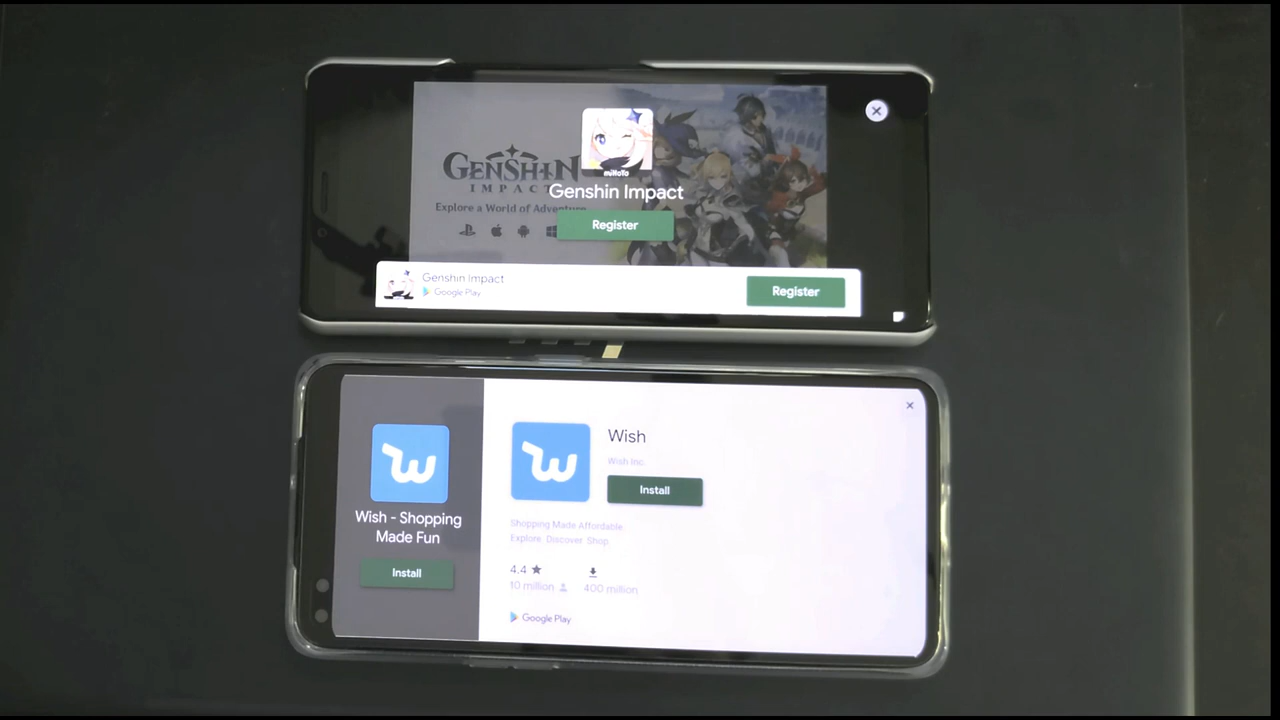 miHoYo
GENSHIN
IMPACT
Genshin Impact
Explore a World of Adventure
Register
Genshin Impact
Google Play
Register
Wish - Shopping
Made Fun
Install
Wish
Wish Inc.
Install
Shopping Made Affordable.
Explore. Discover. Shop.
4.4
10 million
400 million
Google Play